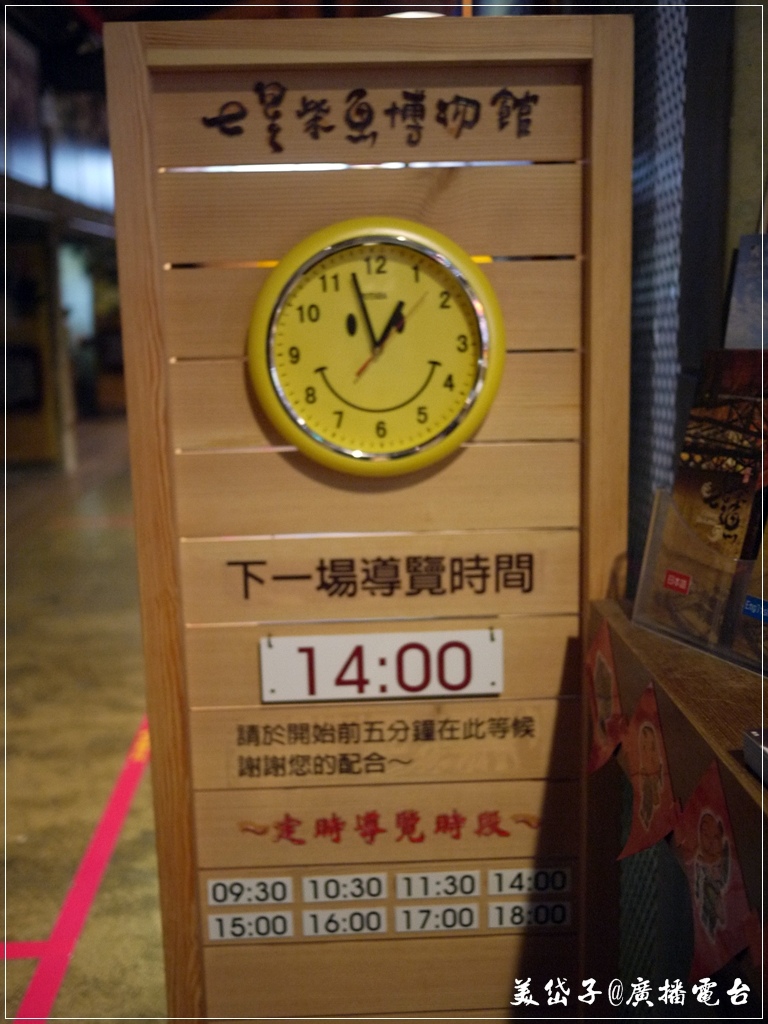 七星柴魚博物館
11 12 1
10 2
9 3
8 4
7 6 5
下一場導覽時間
14:00
請於開始前五分鐘在此等候
謝謝您的配合～
～定時導覽時段～
09:30 10:30 11:30 14:00
15:00 16:00 17:00 18:00
日本語
美岱子@廣播電台